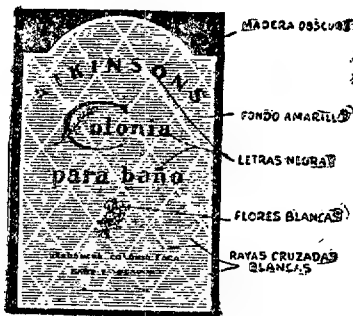 ATKINSONS
Colonia
para baño
MADERA OBSCURA
FONDO AMARILLO
LETRAS NEGRAS
FLORES BLANCAS
RAYAS CRUZADAS
BLANCAS